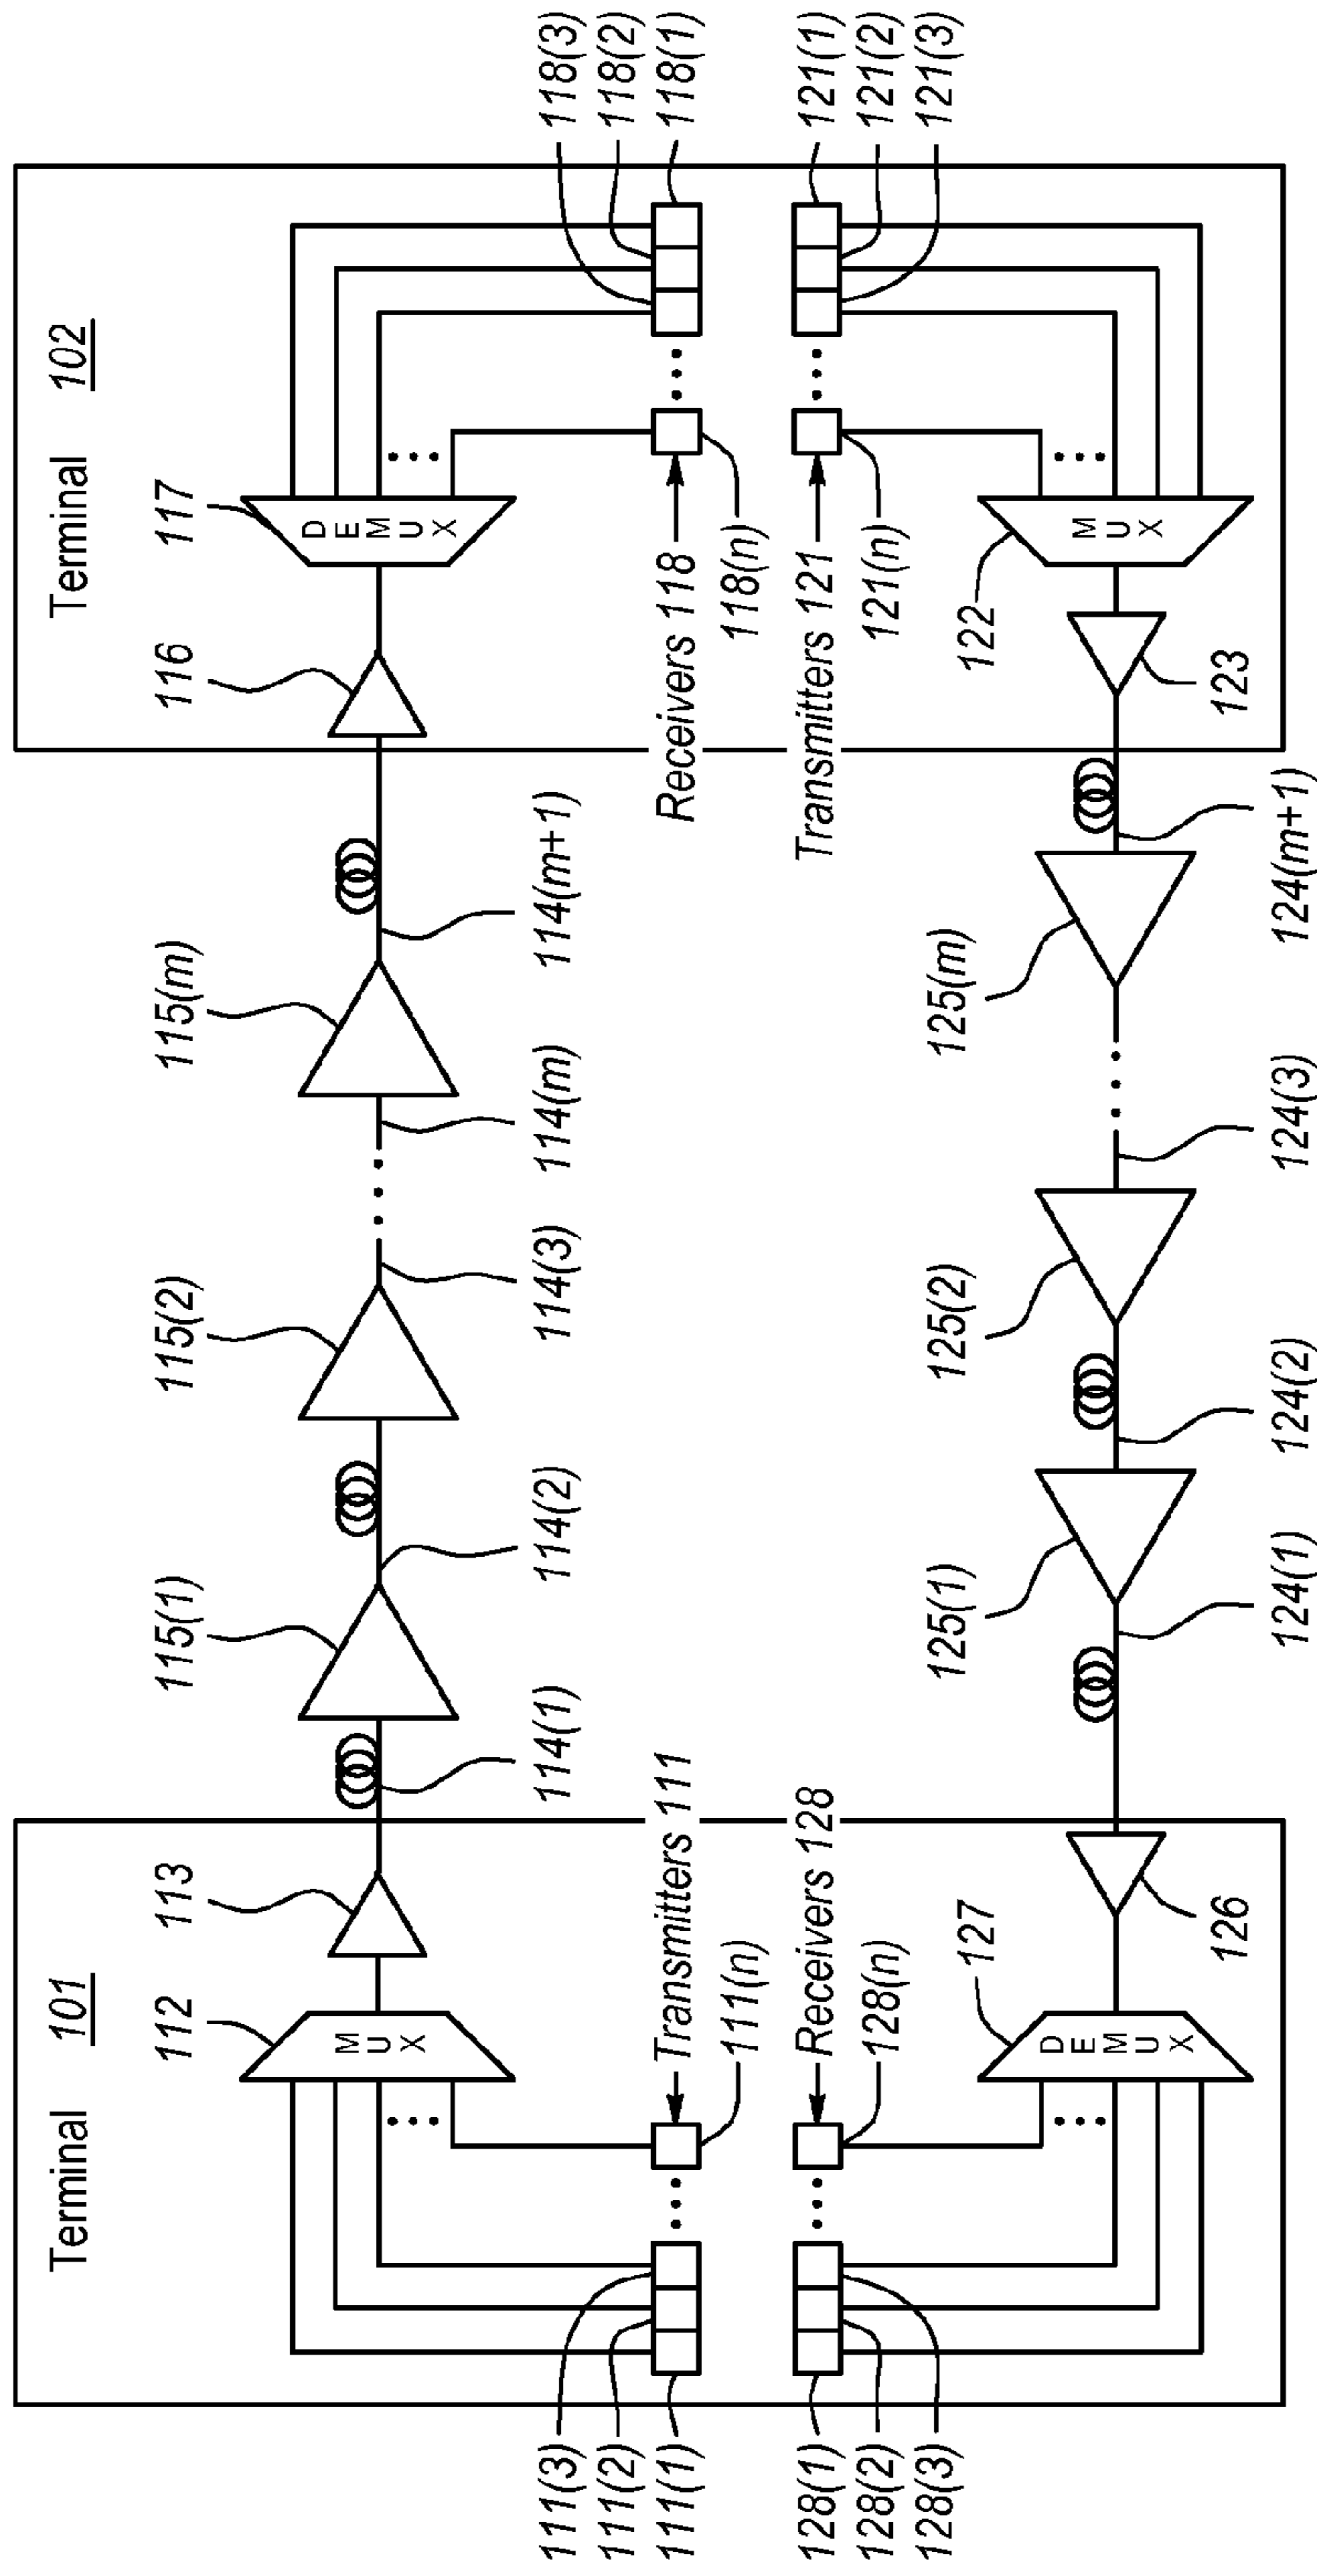 Terminal 101
Terminal 102
112
113
115(1)
115(2)
115(m)
116
117
MUX
DEMUX
111(3)
111(2)
111(1)
114(1)
114(2)
114(3)
114(m)
114(m+1)
118(3)
118(2)
118(1)
Transmitters 111
111(n)
Receivers 118
118(n)
Receivers 128
128(n)
Transmitters 121
121(n)
128(1)
128(2)
128(3)
121(1)
121(2)
121(3)
127
125(1)
125(2)
125(m)
122
DEMUX
MUX
126
124(1)
124(2)
124(3)
124(m+1)
123